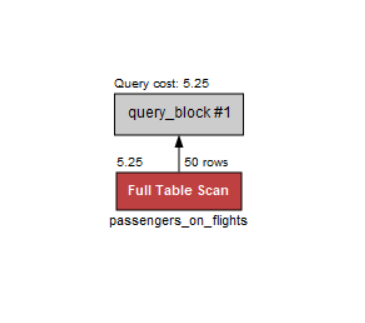 Query cost: 5.25
query_block #1
5.25 50 rows
Full Table Scan
passengers_on_flights